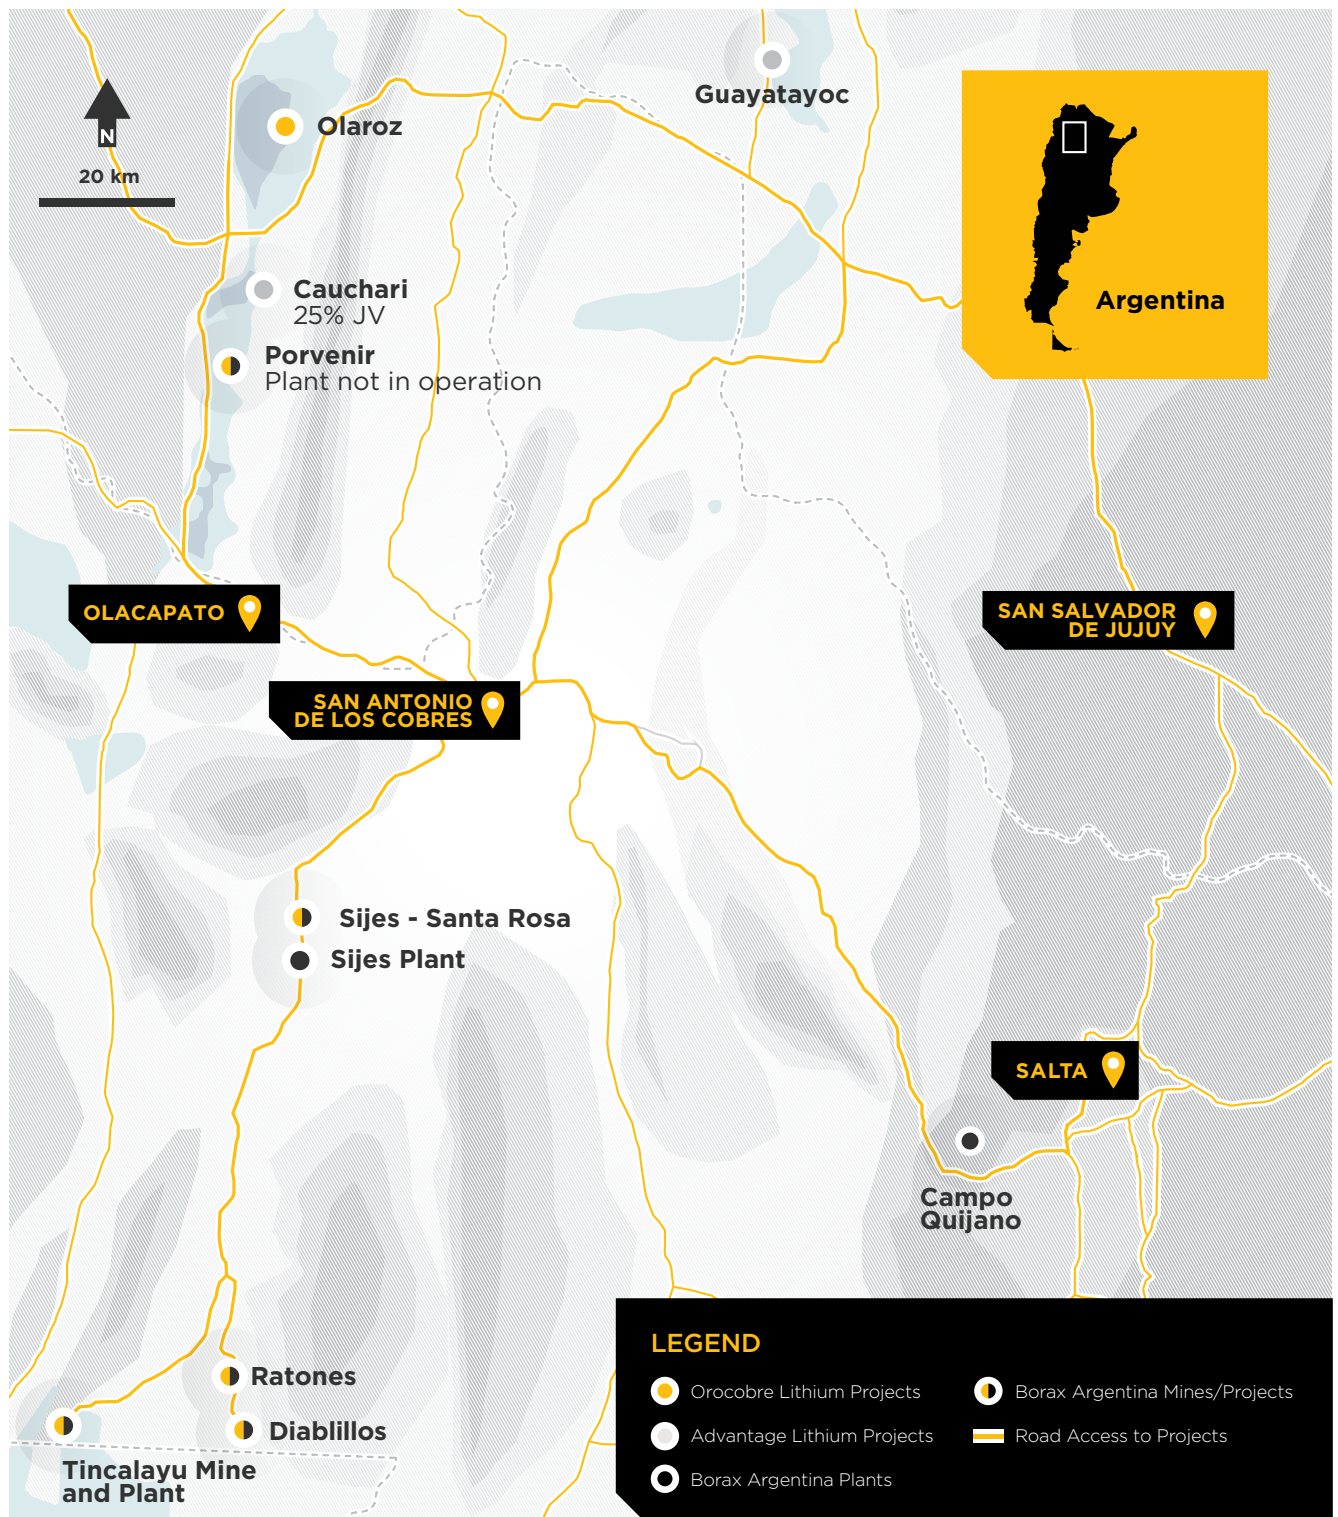 Guayatayoc
Olaroz
N
20 km
Cauchari
25% JV
Argentina
Porvenir
Plant not in operation
OLACAPATO
SAN SALVADOR
DE JUJUY
SAN ANTONIO
DE LOS COBRES
Sijes - Santa Rosa
Sijes Plant
SALTA
Campo
Quijano
Ratones
Diablillos
Tincalayu Mine
and Plant
LEGEND
Orocobre Lithium Projects
Advantage Lithium Projects
Borax Argentina Plants
Borax Argentina Mines/Projects
Road Access to Projects